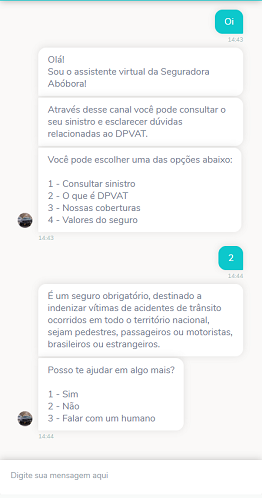 Oi
14:43
Olá!
Sou o assistente virtual da Seguradora
Abóbora!
Através desse canal você pode consultar o
seu sinistro e esclarecer dúvidas
relacionadas ao DPVAT.
Você pode escolher uma das opções abaixo:
1 - Consultar sinistro
2 - O que é DPVAT
3 - Nossas coberturas
4 - Valores do seguro
14:43
2
14:44
É um seguro obrigatório, destinado a
indenizar vítimas de acidentes de trânsito
ocorridos em todo o território nacional,
sejam pedestres, passageiros ou motoristas,
brasileiros ou estrangeiros.
Posso te ajudar em algo mais?
1 - Sim
2 - Não
3 - Falar com um humano
14:44
Digite sua mensagem aqui